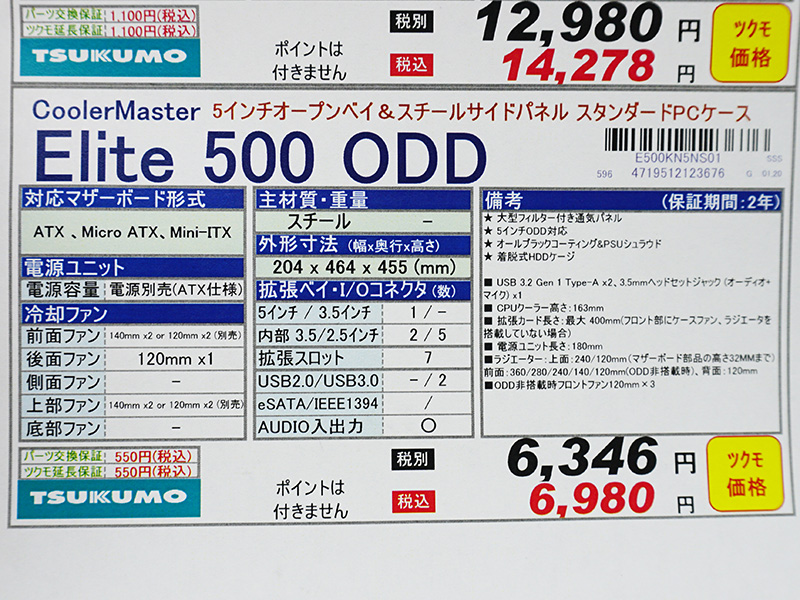 パーツ交換保証 1,100円(税込)
ツクモ延長保証 1,100円(税込)
TSUKUMO
ポイントは
付きません
税別 12,980 円
税込 14,278 円
ツクモ
価格
CoolerMaster 5インチオープンベイ&スチールサイドパネル スタンダードPCケース
Elite 500 ODD
E500KN5NS01 SSS
596 4719512123676 G 01.20
対応マザーボード形式
ATX 、Micro ATX、Mini-ITX
電源ユニット
電源容量 電源別売(ATX仕様)
冷却ファン
前面ファン 140mm x2 or 120mm x2 (別売)
後面ファン 120mm x1
側面ファン −
上部ファン 140mm x2 or 120mm x2 (別売)
底部ファン −
主材質・重量
スチール −
外形寸法 (幅x奥行x高さ)
204 x 464 x 455 (mm)
拡張ベイ・I/Oコネクタ(数)
5インチ / 3.5インチ 1 / −
内部 3.5/2.5インチ 2 / 5
拡張スロット 7
USB2.0/USB3.0 − / 2
eSATA/IEEE1394 /
AUDIO入出力 〇
備考 (保証期間:2年)
★ 大型フィルター付き通気パネル
★ 5インチODD対応
★ オールブラックコーティング&PSUシュラウド
★ 着脱式HDDケージ
■ USB 3.2 Gen 1 Type-A x2、3.5mmヘッドセットジャック (オーディオ+
マイク) x1
■ CPUクーラー高さ:163mm
■ 拡張カード長さ:最大 400mm(フロント部にケースファン、ラジエータを
搭載していない場合)
■ 電源ユニット長さ:180mm
■ラジエーター: 上面: 240/120mm(マザーボード部品の高さ32MMまで)
前面: 360/280/240/140/120mm(ODD非搭載時)、背面: 120mm
■ODD非搭載時フロントファン120mm×3
パーツ交換保証 550円(税込)
ツクモ延長保証 550円(税込)
TSUKUMO
ポイントは
付きません
税別 6,346 円
税込 6,980 円
ツクモ
価格